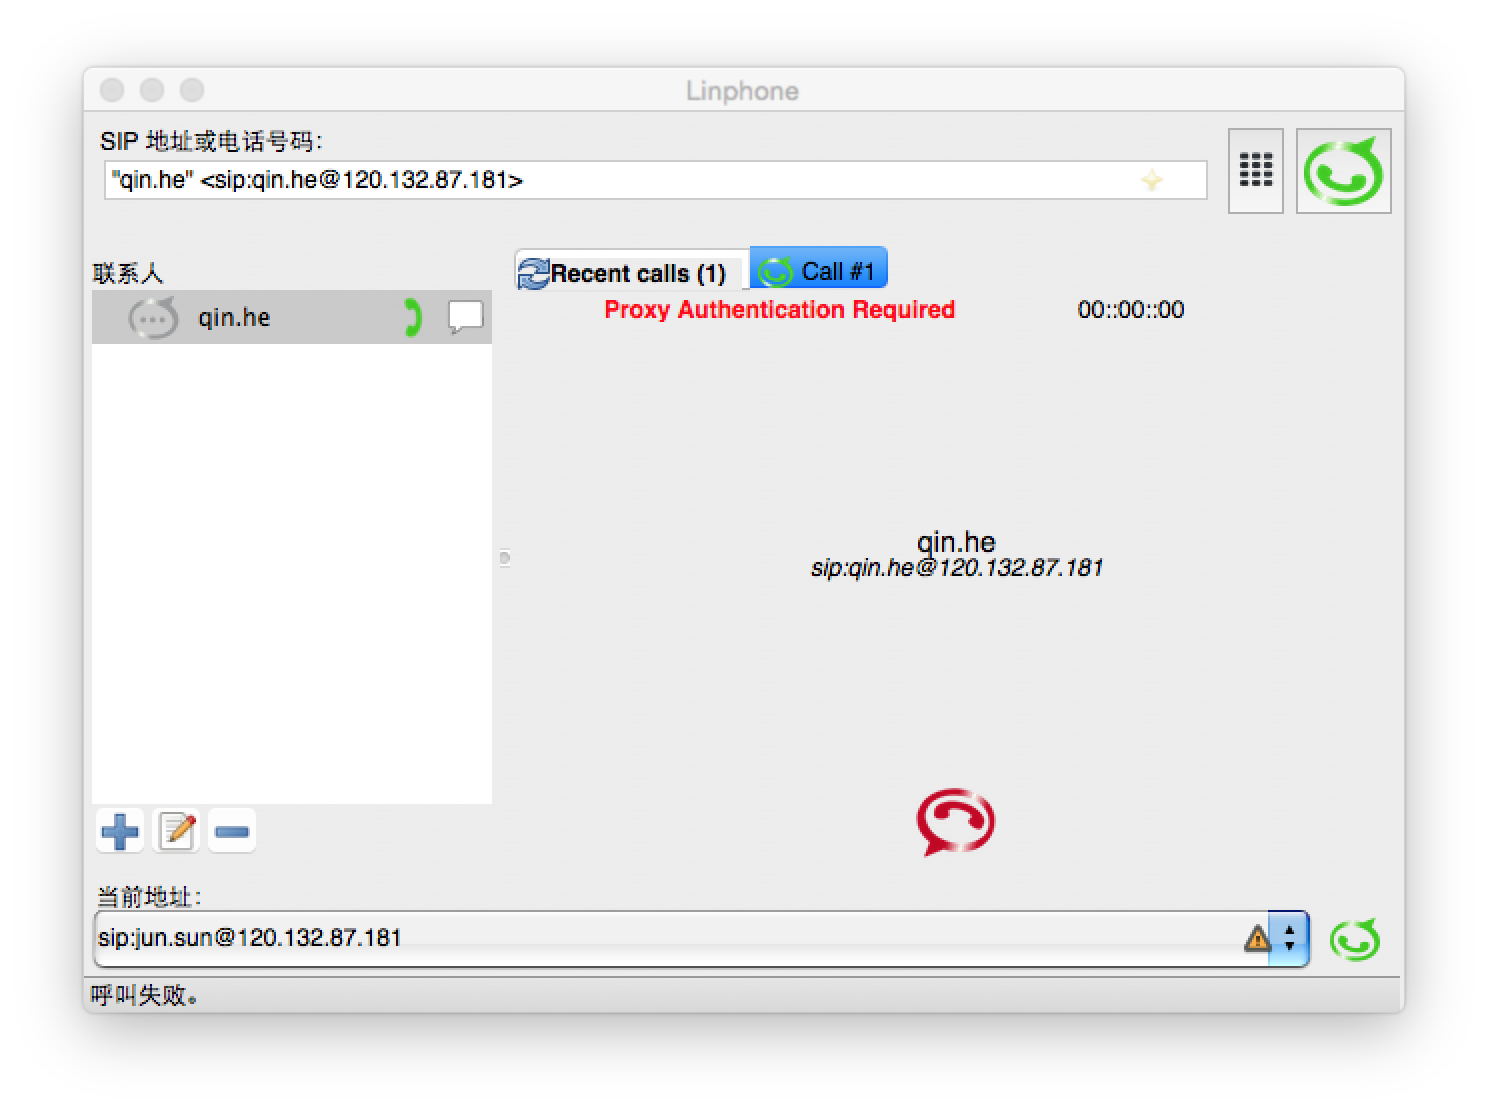 Linphone
SIP 地址或电话号码：
"qin.he" <sip:qin.he@120.132.87.181>
联系人
Recent calls (1)
Call #1
qin.he
Proxy Authentication Required
00::00::00
qin.he
sip:qin.he@120.132.87.181
当前地址：
sip:jun.sun@120.132.87.181
呼叫失败。